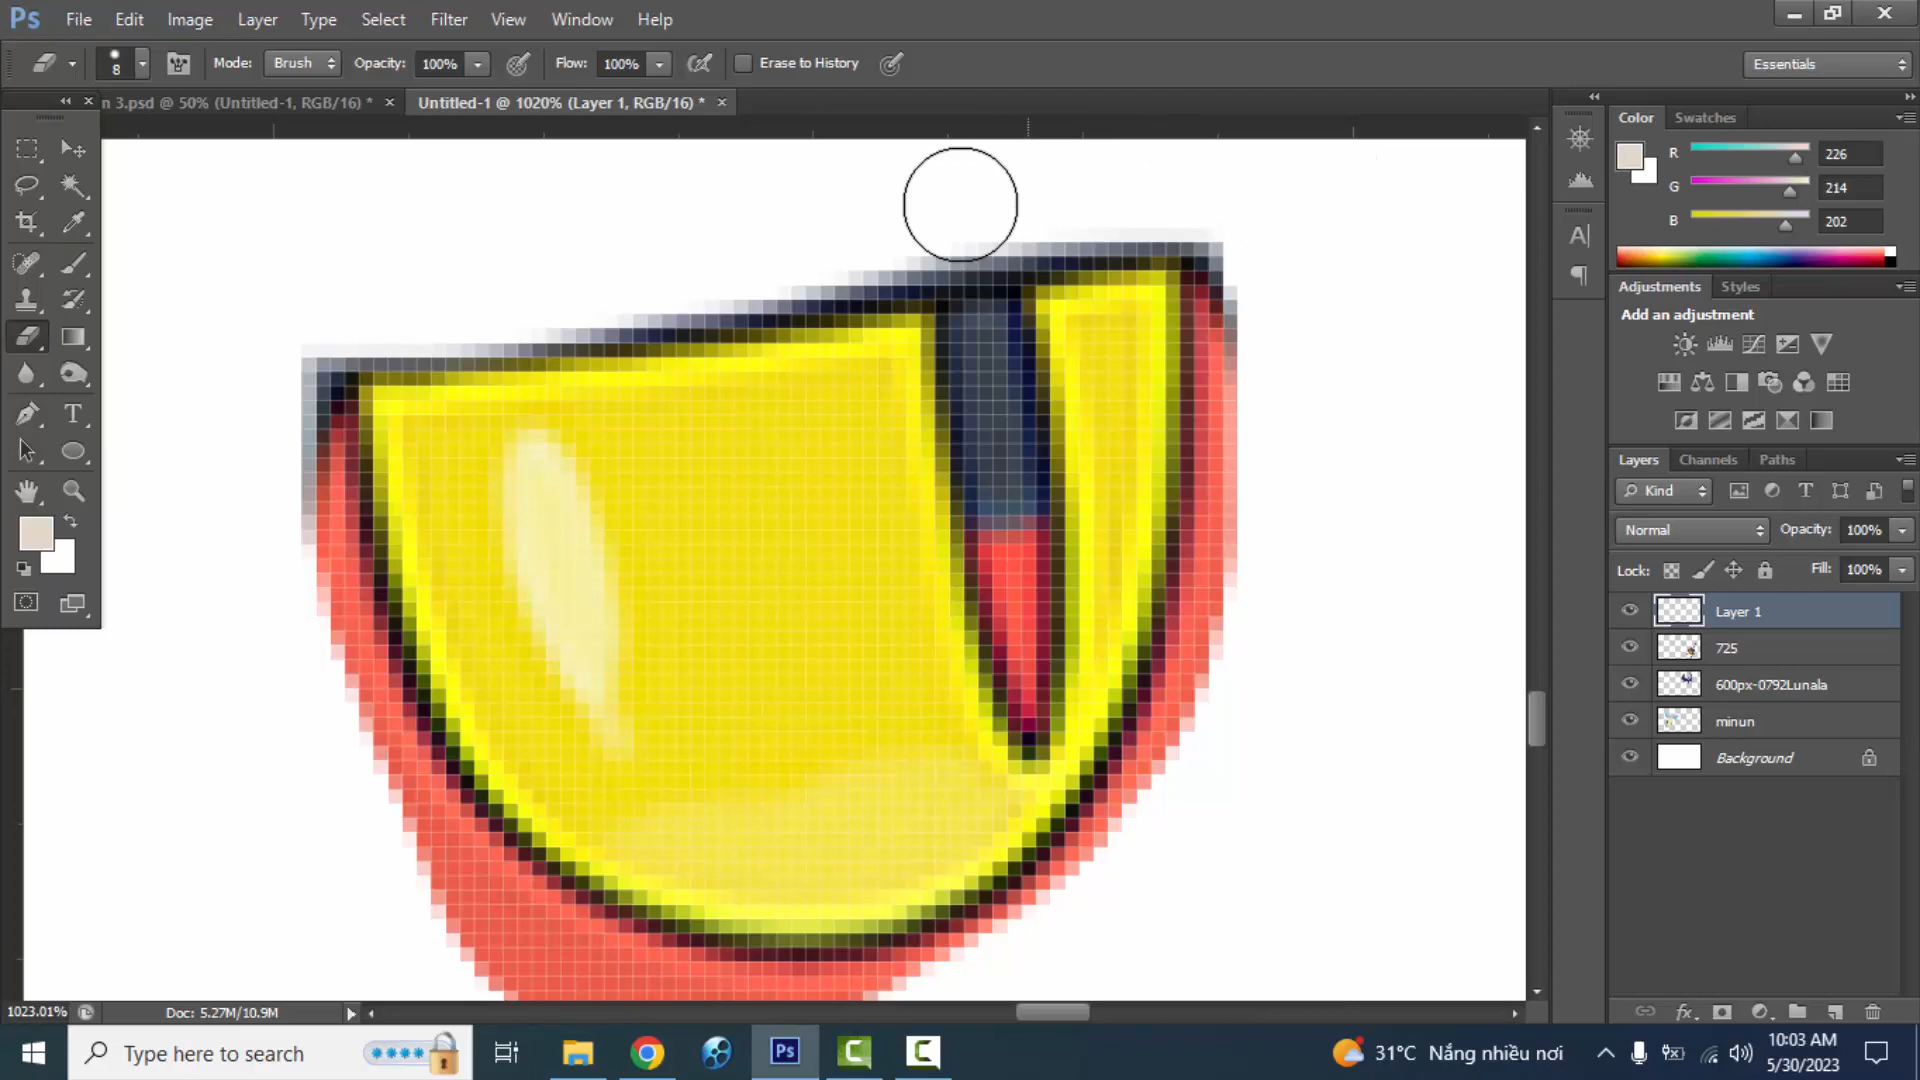 Ps File Edit Image Layer Type Select Filter View Window Help
8 Mode: Brush Opacity: 100% Flow: 100% Erase to History Essentials
n 3.psd @ 50% (Untitled-1, RGB/16) * × Untitled-1 @ 1020% (Layer 1, RGB/16) * ×
Color Swatches
R 226
G 214
B 202
Adjustments Styles
Add an adjustment
Layers Channels Paths
Kind
Normal Opacity: 100%
Lock: Fill: 100%
Layer 1
725
600px-0792Lunala
minun
Background
1023.01% Doc: 5.27M/10.9M
Type here to search
Ps
31°C Nắng nhiều nơi
10:03 AM
5/30/2023